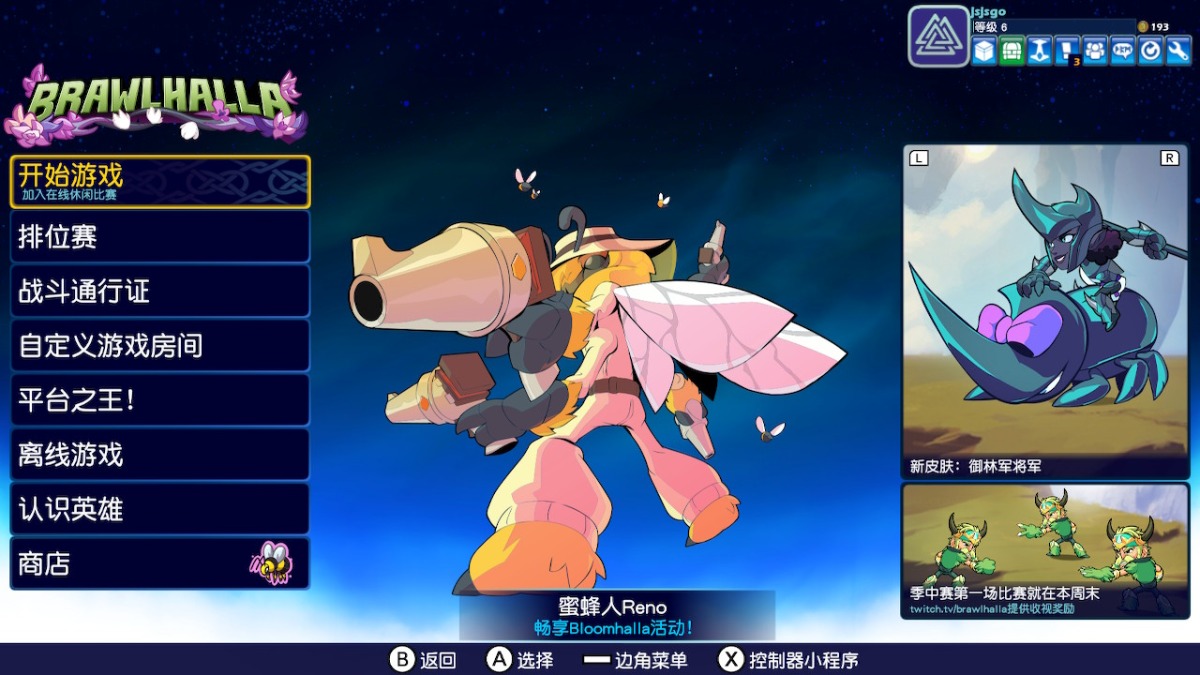 jsjsgo
等级 6
193
3
BRAWLHALLA
开始游戏
加入在线休闲比赛
排位赛
战斗通行证
自定义游戏房间
平台之王！
离线游戏
认识英雄
商店
L
R
新皮肤：御林军将军
季中赛第一场比赛就在本周末
twitch.tv/brawlhalla提供收视奖励
蜜蜂人Reno
畅享Bloomhalla活动！
B 返回
A 选择
边角菜单
X 控制器小程序